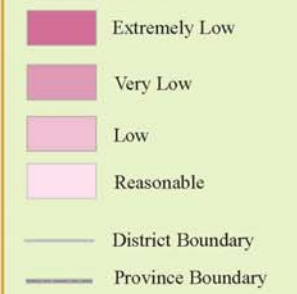 Extremely Low
Very Low
Low
Reasonable
District Boundary
Province Boundary